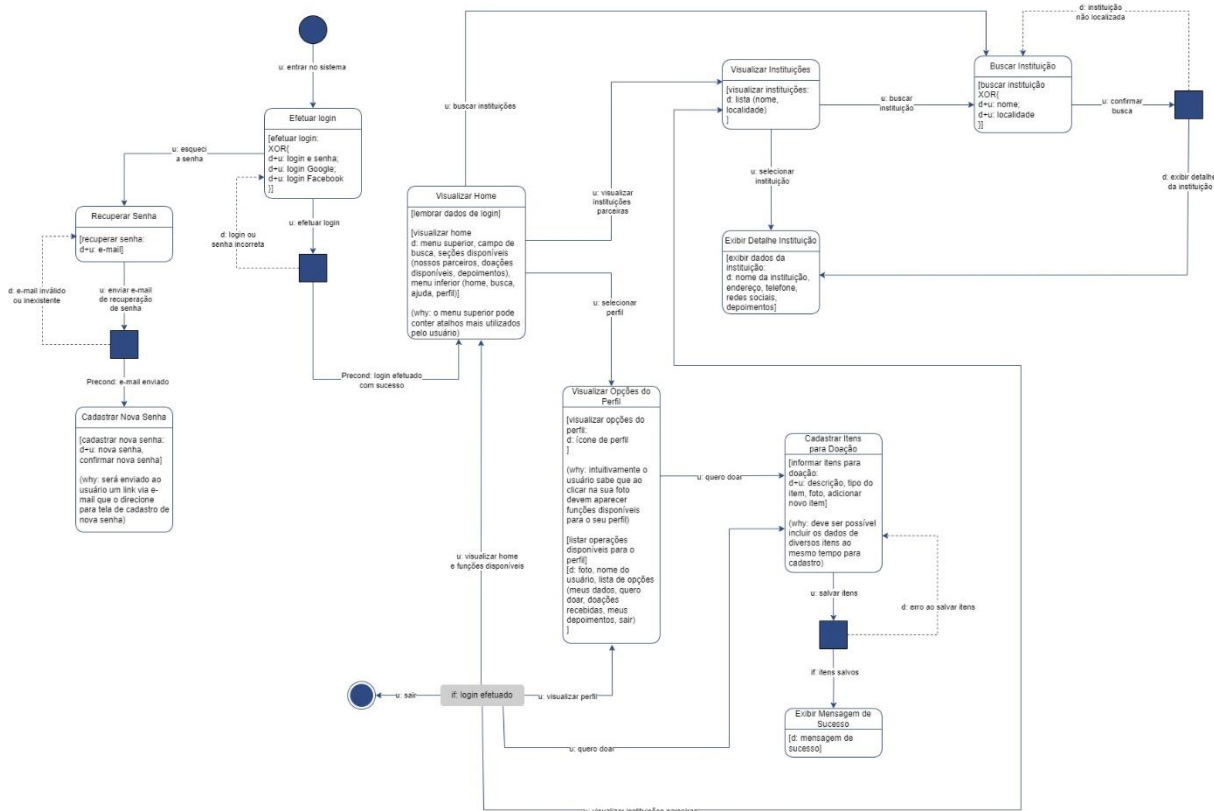 d: instituição
não localizada
u: entrar no sistema
Visualizar Instituições
[visualizar instituições:
d: lista (nome,
localidade)
]
Buscar Instituição
[buscar instituição
XOR{
d+u: nome;
d+u: localidade
}]
u: buscar instituições
u: buscar
instituição
u: confirmar
busca
Efetuar login
[efetuar login:
XOR{
d+u: login e senha;
d+u: login Google;
d+u: login Facebook
}]
u: esqueci
a senha
u: selecionar
instituição
u: visualizar
instituições
parceiras
d: exibir detalhe
da instituição
Visualizar Home
[lembrar dados de login]
[visualizar home
d: menu superior, campo de
busca, seções disponíveis
(nossos parceiros, doações
disponíveis, depoimentos),
menu inferior (home, busca,
ajuda, perfil)]
(why: o menu superior pode
conter atalhos mais utilizados
pelo usuário)
Recuperar Senha
[recuperar senha:
d+u: e-mail]
u: efetuar login
d: login ou
senha incorreta
Exibir Detalhe Instituição
[exibir dados da
instituição:
d: nome da instituição,
endereço, telefone,
redes sociais,
depoimentos]
d: e-mail inválido
ou inexistente
u: enviar e-mail
de recuperação
de senha
u: selecionar
perfil
Precond: e-mail enviado
Precond: login efetuado
com sucesso
Cadastrar Nova Senha
[cadastrar nova senha:
d+u: nova senha,
confirmar nova senha]
(why: será enviado ao
usuário um link via e-
mail que o direcione
para tela de cadastro de
nova senha)
Visualizar Opções do
Perfil
[visualizar opções do
perfil:
d: ícone de perfil
]
(why: intuitivamente o
usuário sabe que ao
clicar na sua foto
devem aparecer
funções disponíveis
para o seu perfil)
[listar operações
disponíveis para o
perfil]
[d: foto, nome do
usuário, lista de opções
(meus dados, quero
doar, doações
recebidas, meus
depoimentos, sair)
]
u: quero doar
Cadastrar Itens
para Doação
[informar itens para
doação:
d+u: descrição, tipo do
item, foto, adicionar
novo item]
(why: deve ser possível
incluir os dados de
diversos itens ao
mesmo tempo para
cadastro)
u: visualizar home
e funções disponíveis
u: salvar itens
d: erro ao salvar itens
if: itens salvos
u: sair
if: login efetuado
u: visualizar perfil
Exibir Mensagem de
Sucesso
[d: mensagem de
sucesso]
u: quero doar
u: visualizar instituições parceiras